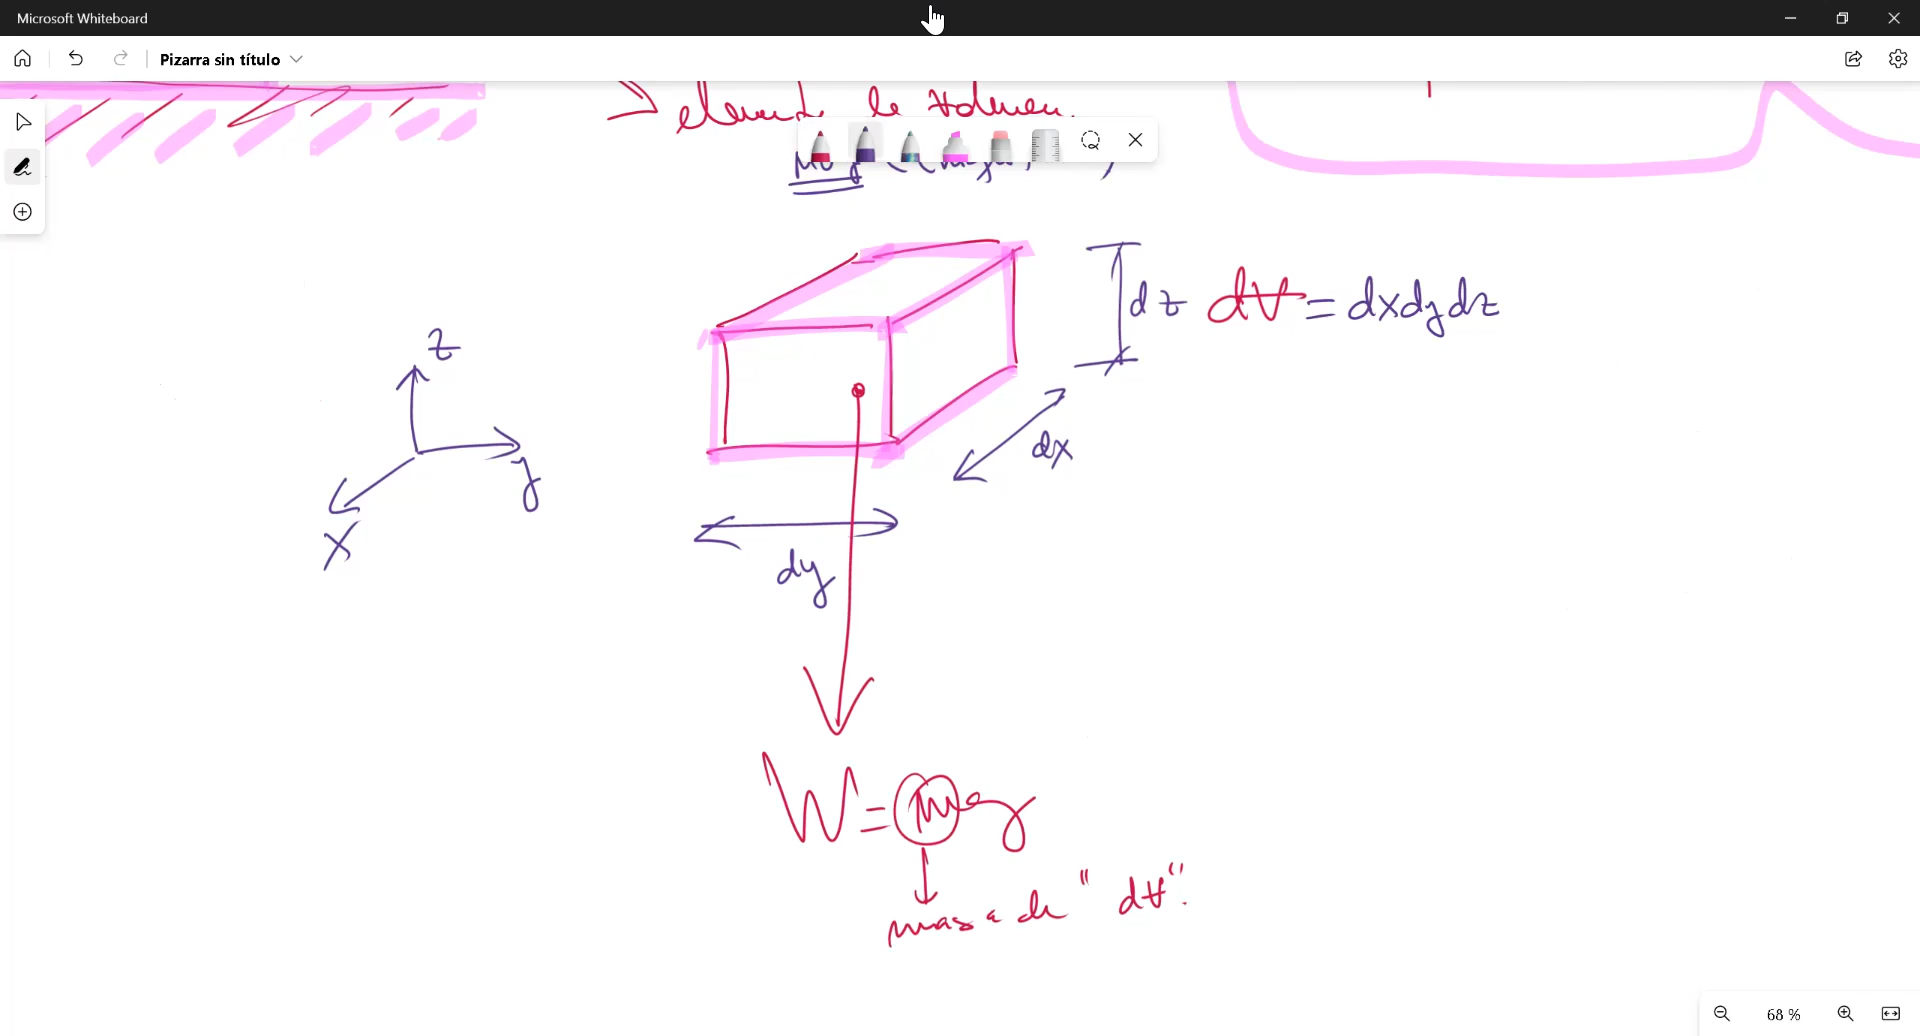 Microsoft Whiteboard
Pizarra sin título
→ elemento de volumen.
z
y
x
dz
dV = dxdydz
dx
dy
W = mg
masa de "dV".
68 %